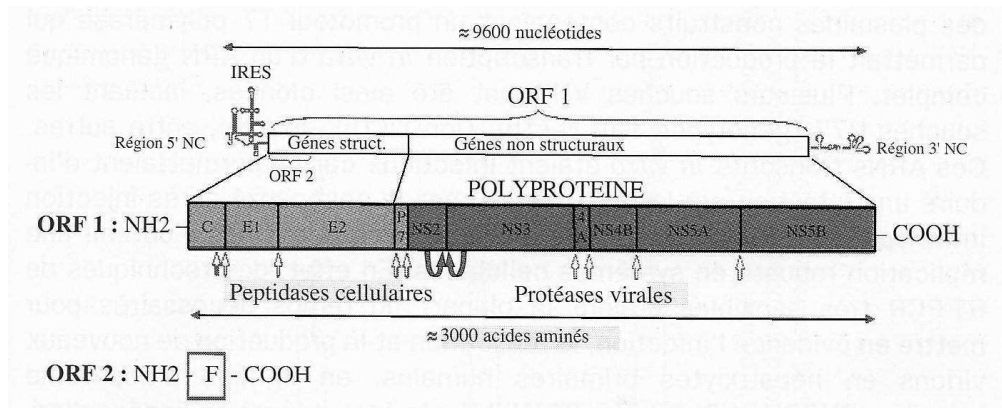 ≈ 9600 nucléotides
IRES
ORF 1
Région 5' NC
Génes struct.
Génes non structuraux
Région 3' NC
ORF 2
POLYPROTEINE
ORF 1 : NH2
C
E1
E2
P
7
NS2
NS3
4
A
NS4B
NS5A
NS5B
COOH
Peptidases cellulaires
Protéases virales
≈ 3000 acides aminés
ORF 2 : NH2 - F - COOH